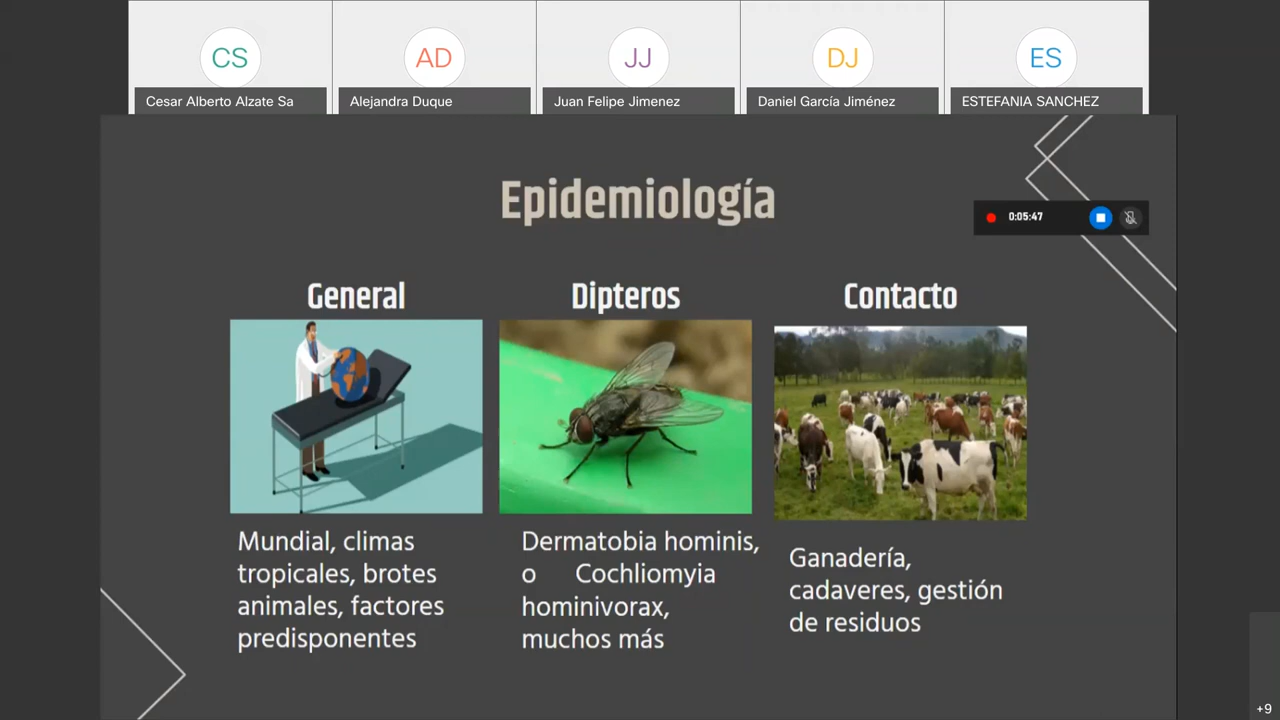 CS
AD
JJ
DJ
ES
Cesar Alberto Alzate Sa
Alejandra Duque
Juan Felipe Jimenez
Daniel García Jiménez
ESTEFANIA SANCHEZ
Epidemiología
0:05:47
General
Dipteros
Contacto
Mundial, climas
tropicales, brotes
animales, factores
predisponentes
Dermatobia hominis,
o Cochliomyia
hominivorax,
muchos más
Ganadería,
cadaveres, gestión
de residuos
+9